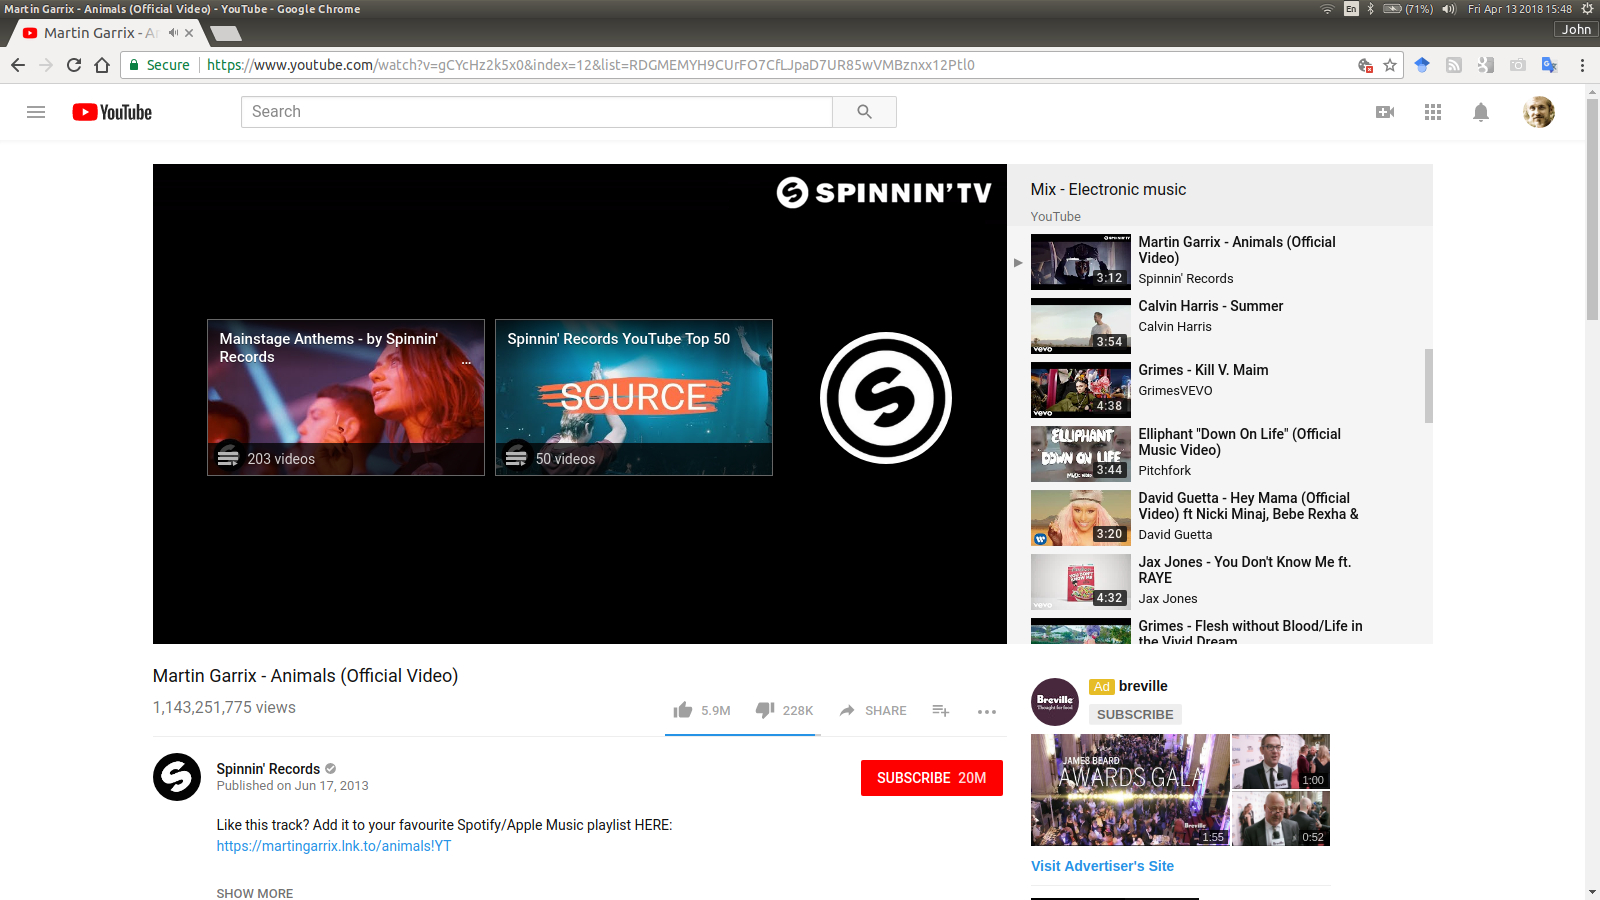 Martin Garrix - Animals (Official Video) - YouTube - Google Chrome
En
(71%)
Fri Apr 13 2018 15:48
Martin Garrix - A
John
Secure
https://www.youtube.com/watch?v=gCYcHz2k5x0&index=12&list=RDGMEMYH9CUrFO7CfLJpaD7UR85wVMBznxx12Ptl0
YouTube
Search
SPINNIN'TV
Mainstage Anthems - by Spinnin'
Records
...
203 videos
Spinnin' Records YouTube Top 50
SOURCE
50 videos
Mix - Electronic music
YouTube
Martin Garrix - Animals (Official
Video)
Spinnin' Records
3:12
Calvin Harris - Summer
Calvin Harris
3:54
vevo
Grimes - Kill V. Maim
GrimesVEVO
4:38
vevo
Elliphant "Down On Life" (Official
Music Video)
Pitchfork
ELLIPHANT
DOWN ON LIFE
3:44
David Guetta - Hey Mama (Official
Video) ft Nicki Minaj, Bebe Rexha &
David Guetta
3:20
Jax Jones - You Don't Know Me ft.
RAYE
Jax Jones
4:32
vevo
Grimes - Flesh without Blood/Life in
the Vivid Dream
Martin Garrix - Animals (Official Video)
1,143,251,775 views
5.9M
228K
SHARE
Spinnin' Records
Published on Jun 17, 2013
SUBSCRIBE 20M
Like this track? Add it to your favourite Spotify/Apple Music playlist HERE:
https://martingarrix.lnk.to/animals!YT
SHOW MORE
Breville
Thought for food
Ad breville
SUBSCRIBE
JAMES BEARD
AWARDS GALA
Breville
1:55
1:00
0:52
Visit Advertiser's Site